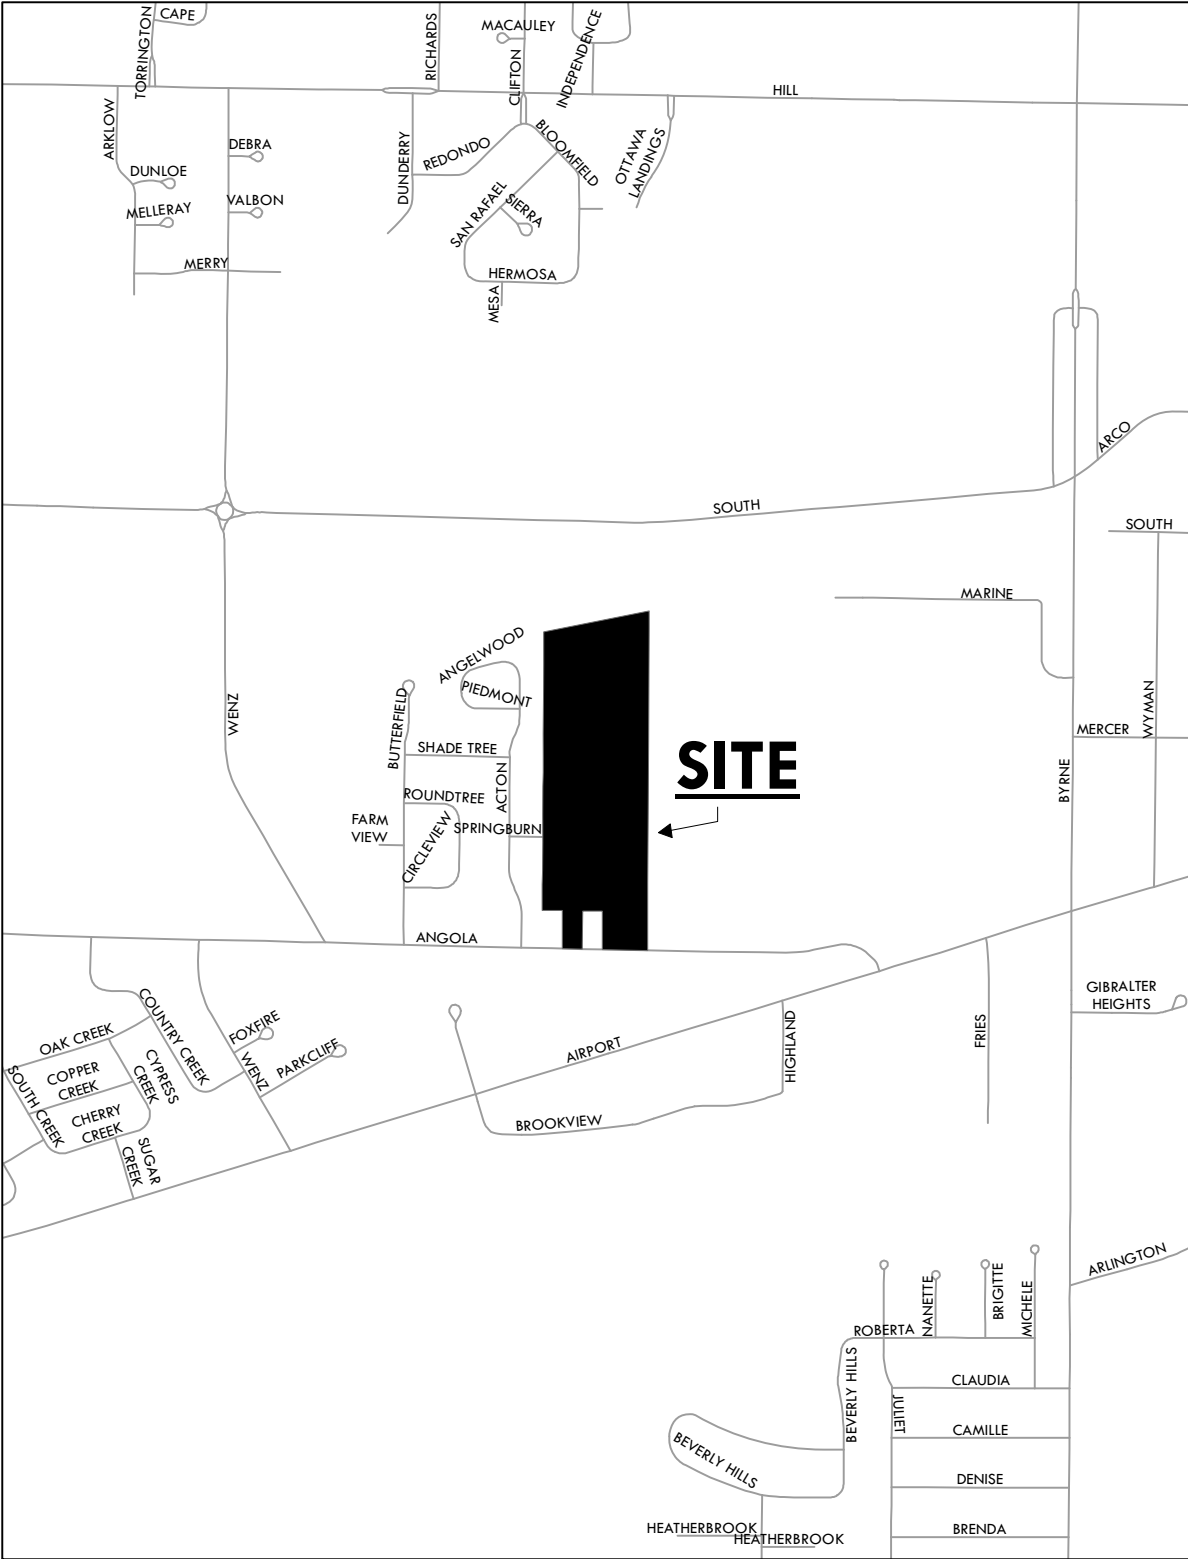 CAPE
TORRINGTON
RICHARDS
MACAULEY
CLIFTON
INDEPENDENCE
HILL
ARKLOW
DEBRA
DUNLOE
VALBON
MELLERAY
MERRY
DUNDERRY
REDONDO
BLOOMFIELD
OTTAWA
LANDINGS
SAN RAFAEL
SIERRA
HERMOSA
MESA
ARCO
SOUTH
SOUTH
MARINE
ANGELWOOD
PIEDMONT
BUTTERFIELD
WENZ
SHADE TREE
ACTON
ROUNDTREE
FARM
VIEW
CIRCLEVIEW
SPRINGBURN
SITE
WYMAN
MERCER
BYRNE
ANGOLA
GIBRALTER
HEIGHTS
COUNTRY CREEK
FOXFIRE
OAK CREEK
WENZ
PARKCLIFF
COPPER
CREEK
CYPRESS
CREEK
SOUTH CREEK
CHERRY
CREEK
SUGAR
CREEK
AIRPORT
HIGHLAND
FRIES
BROOKVIEW
ARLINGTON
NANETTE
BRIGITTE
MICHELE
ROBERTA
BEVERLY HILLS
CLAUDIA
JULIET
CAMILLE
BEVERLY HILLS
DENISE
HEATHERBROOK
HEATHERBROOK
BRENDA